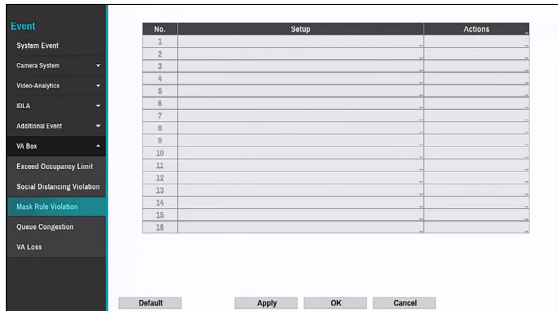 Event
System Event
Camera System
Video-Analytics
IDLA
Additional Event
VA Box
Exceed Occupancy Limit
Social Distancing Violation
Mask Rule Violation
Queue Congestion
VA Loss
No. Setup Actions ...
1 ... ...
2 ... ...
3 ... ...
4 ... ...
5 ... ...
6 ... ...
7 ... ...
8 ... ...
9 ... ...
10 ... ...
11 ... ...
12 ... ...
13 ... ...
14 ... ...
15 ... ...
16 ... ...
Default Apply OK Cancel